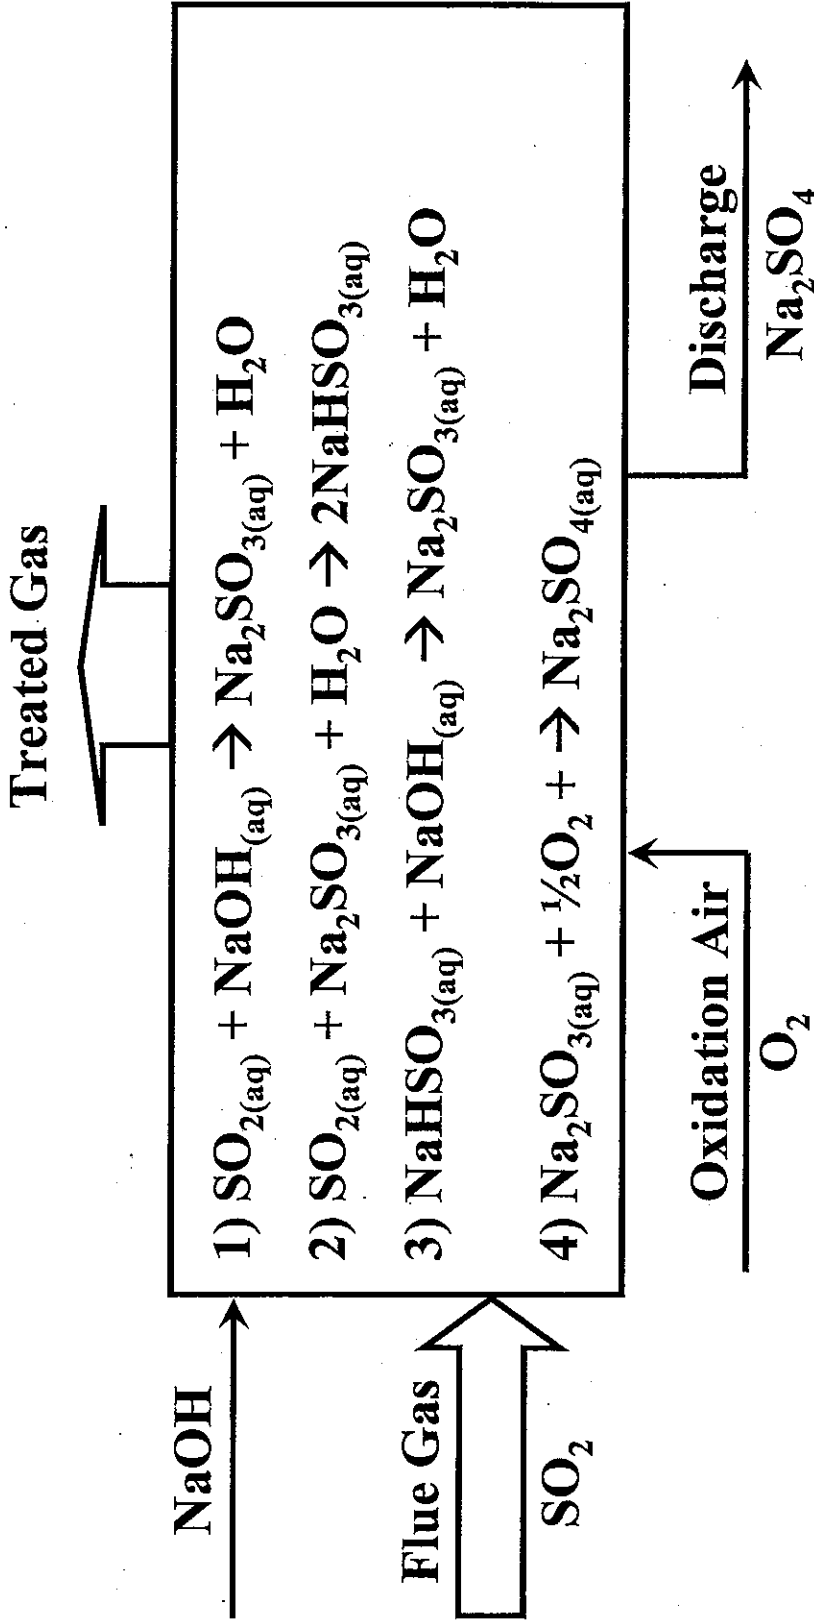 Treated Gas
NaOH
Flue Gas
SO₂
1) SO₂₍ₐq₎ + NaOH₍ₐq₎ → Na₂SO₃₍ₐq₎ + H₂O
2) SO₂₍ₐq₎ + Na₂SO₃₍ₐq₎ + H₂O → 2NaHSO₃₍ₐq₎
3) NaHSO₃₍ₐq₎ + NaOH₍ₐq₎ → Na₂SO₃₍ₐq₎ + H₂O
4) Na₂SO₃₍ₐq₎ + ½O₂ + → Na₂SO₄₍ₐq₎
Oxidation Air
O₂
Discharge
Na₂SO₄